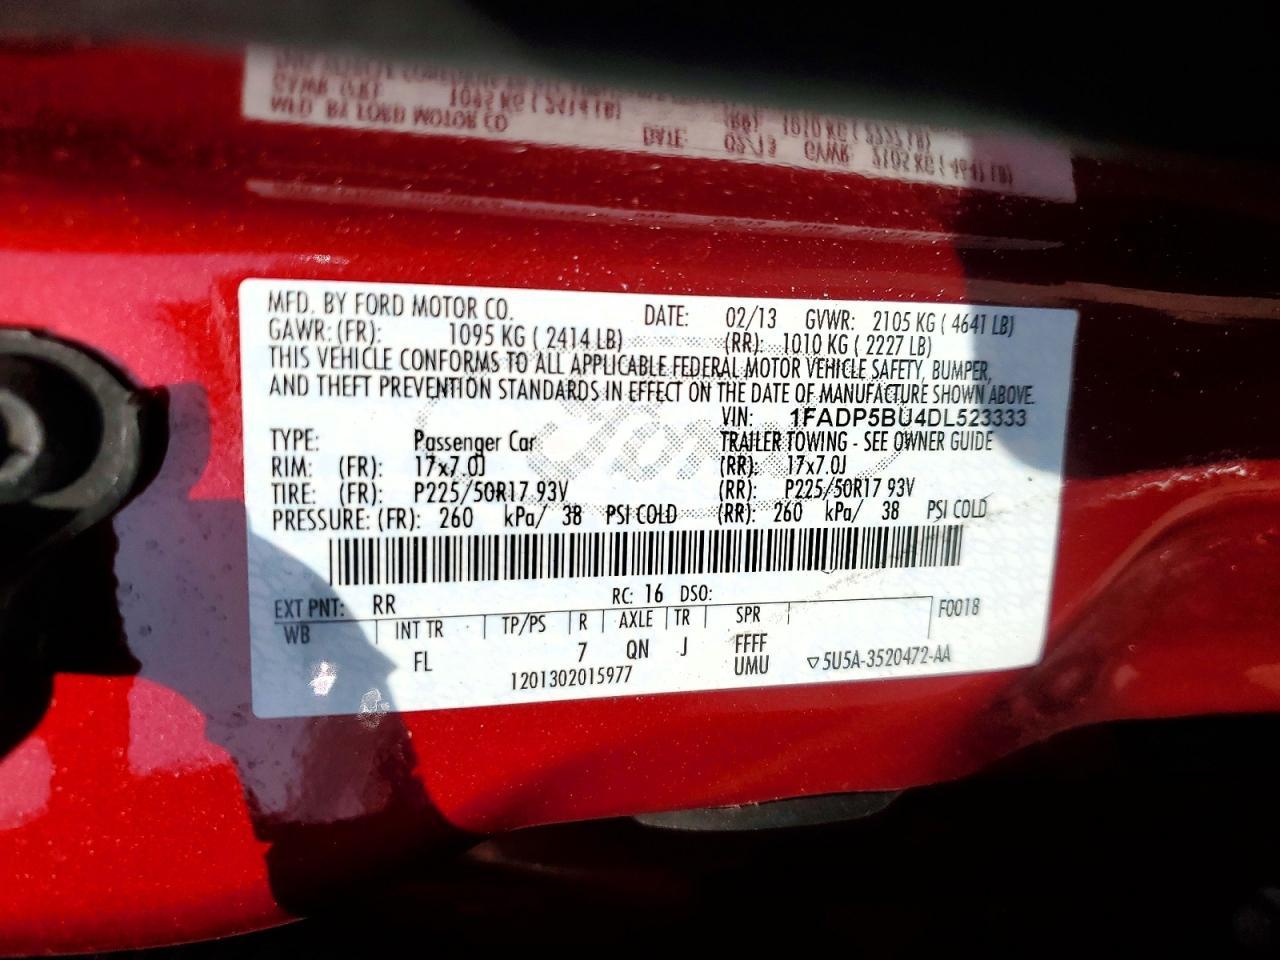 MFD. BY FORD MOTOR CO. DATE: 02/13 GVWR: 2105 KG ( 4641 LB)
GAWR: (FR): 1095 KG ( 2414 LB) (RR): 1010 KG ( 2227 LB)
THIS VEHICLE CONFORMS TO ALL APPLICABLE FEDERAL MOTOR VEHICLE SAFETY, BUMPER,
AND THEFT PREVENTION STANDARDS IN EFFECT ON THE DATE OF MANUFACTURE SHOWN ABOVE.
VIN: 1FADP5BU4DL523333
TYPE: Passenger Car TRAILER TOWING - SEE OWNER GUIDE
RIM: (FR): 17x7.0J (RR): 17x7.0J
TIRE: (FR): P225/50R17 93V (RR): P225/50R17 93V
PRESSURE: (FR): 260 kPa/ 38 PSI COLD (RR): 260 kPa/ 38 PSI COLD
Ford
EXT PNT: RR RC: 16 DSO:
WB INT TR TP/PS R AXLE TR SPR F0018
FL 7 QN J FFFF
1201302015977 UMU ▽5U5A-3520472-AA